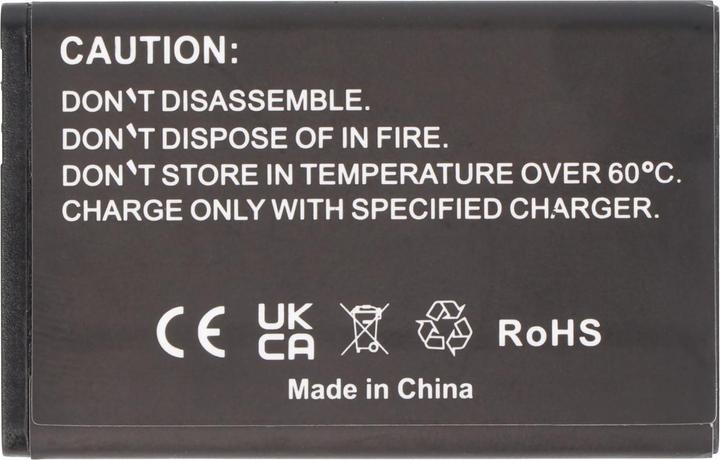 CAUTION:
DON'T DISASSEMBLE.
DON'T DISPOSE OF IN FIRE.
DON'T STORE IN TEMPERATURE OVER 60°C.
CHARGE ONLY WITH SPECIFIED CHARGER.
CE UK CA RoHS
Made in China